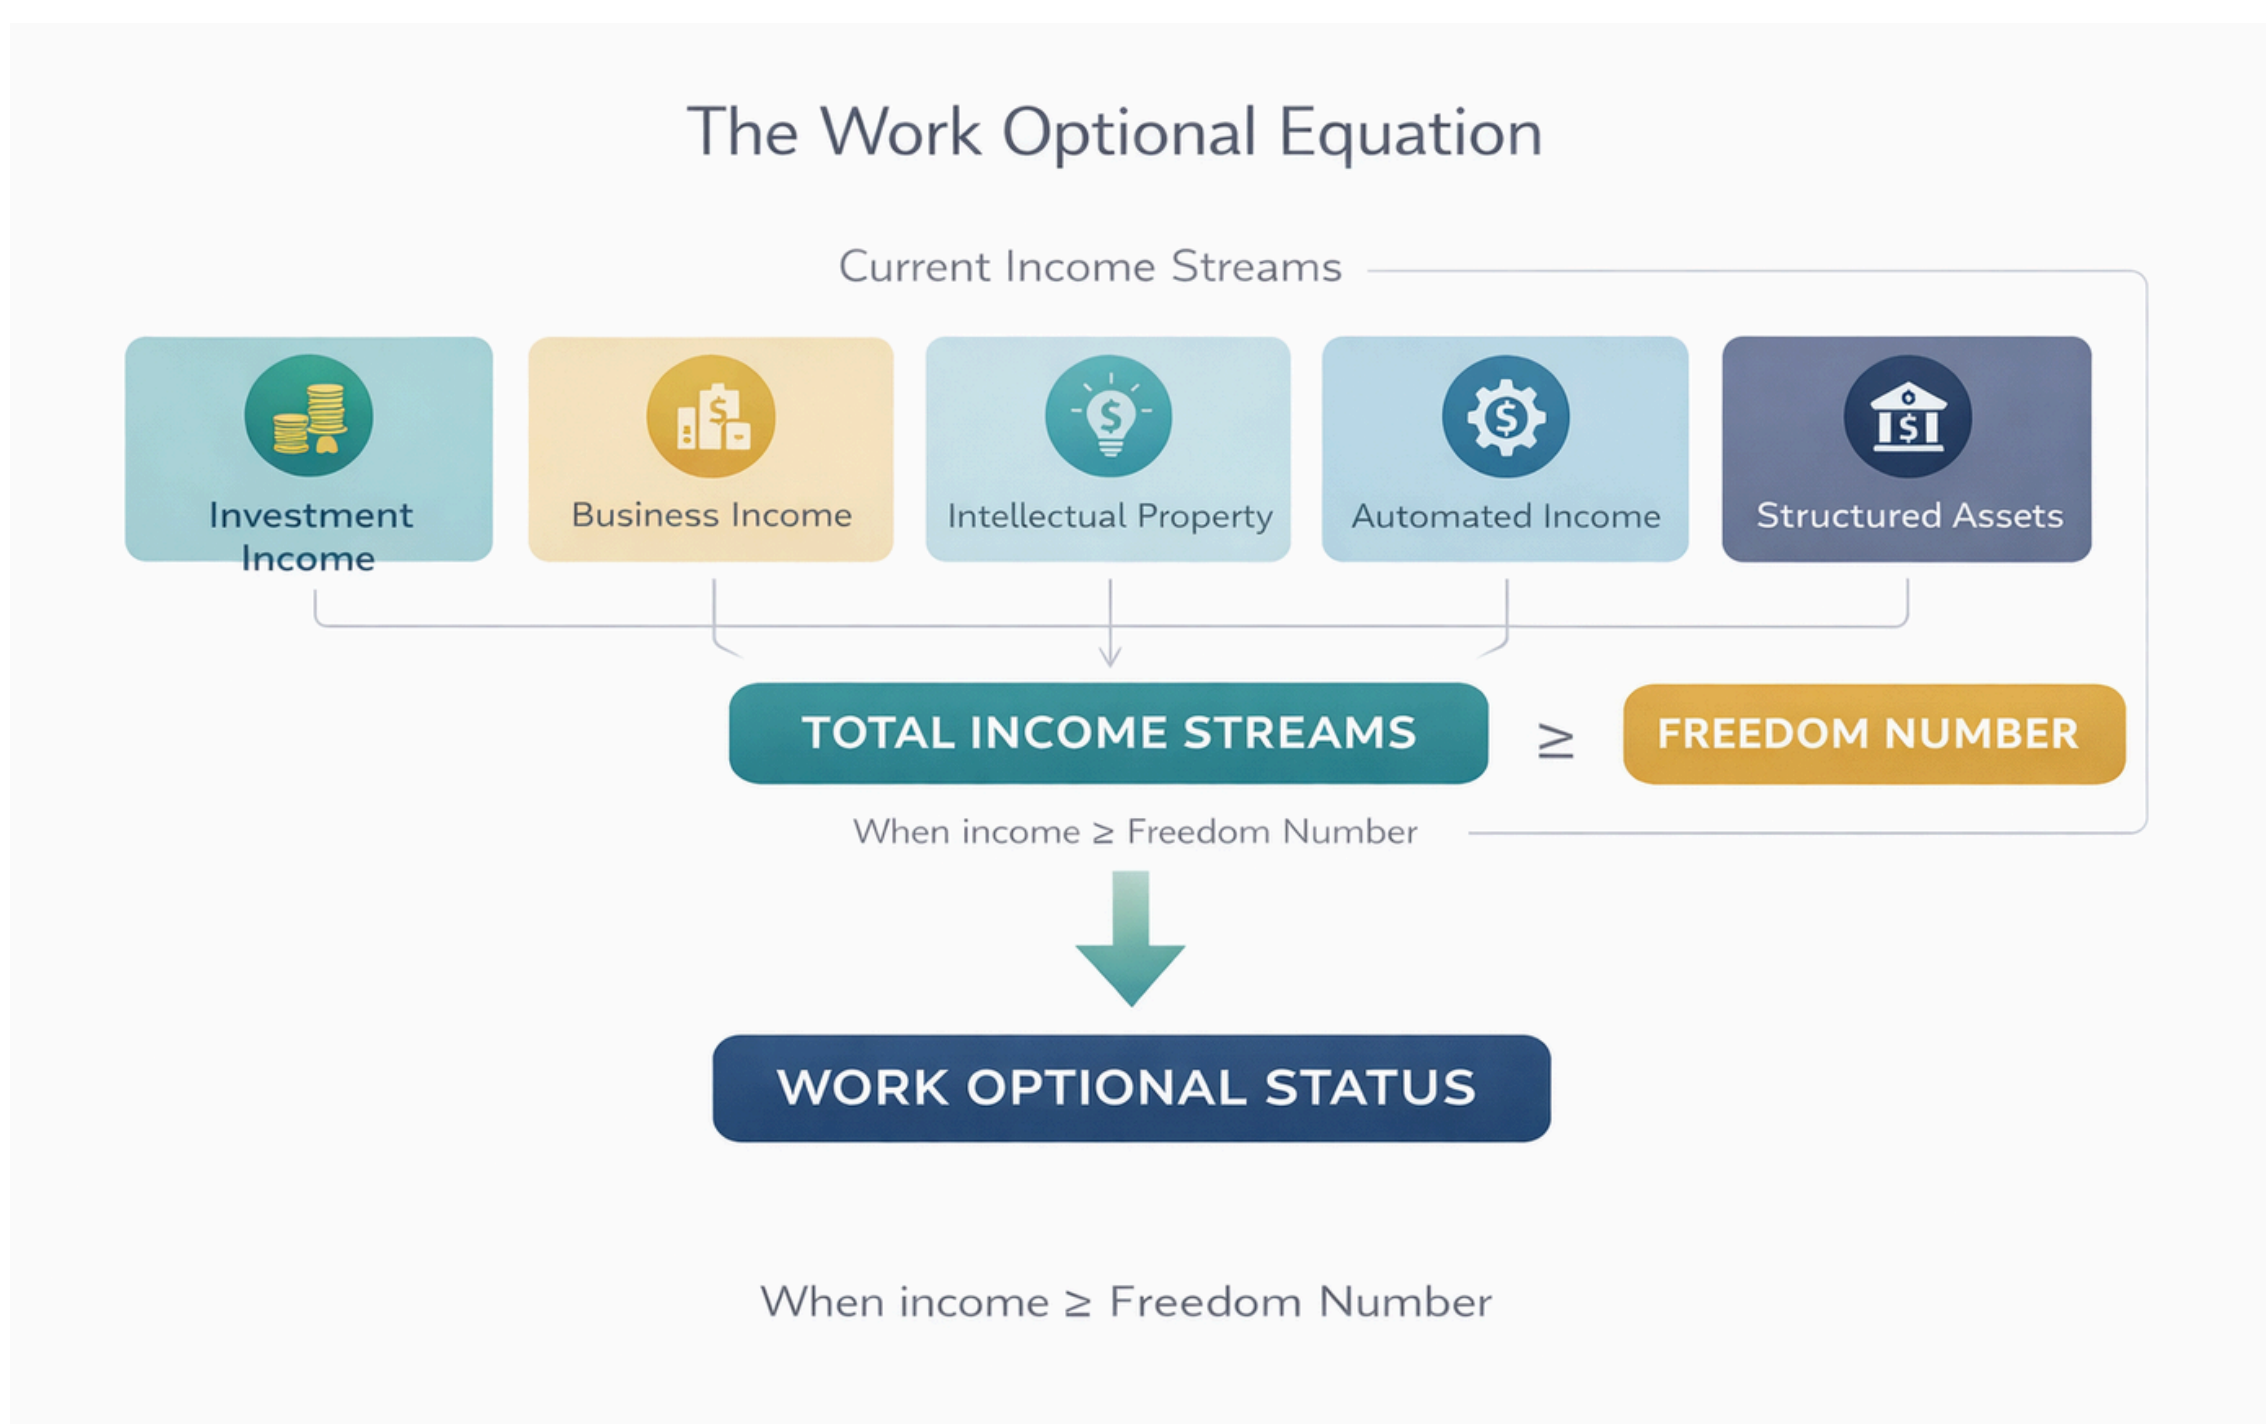 The Work Optional Equation
Current Income Streams
Investment
Income
Business Income
Intellectual Property
Automated Income
Structured Assets
TOTAL INCOME STREAMS
≥
FREEDOM NUMBER
When income ≥ Freedom Number
WORK OPTIONAL STATUS
When income ≥ Freedom Number